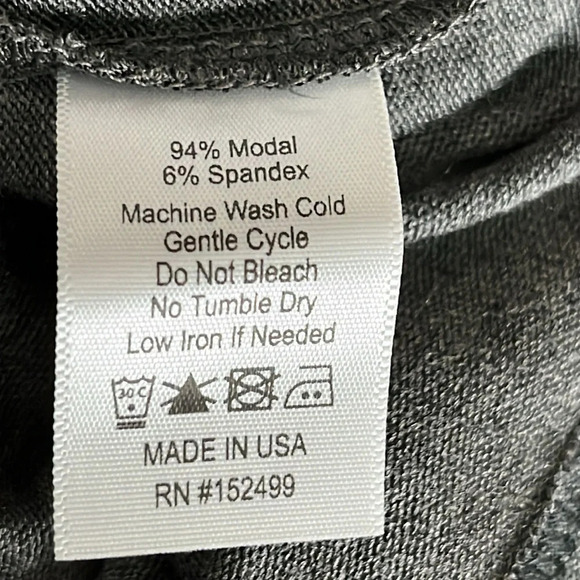 94% Modal
6% Spandex
Machine Wash Cold
Gentle Cycle
Do Not Bleach
No Tumble Dry
Low Iron If Needed
30 C
MADE IN USA
RN #152499